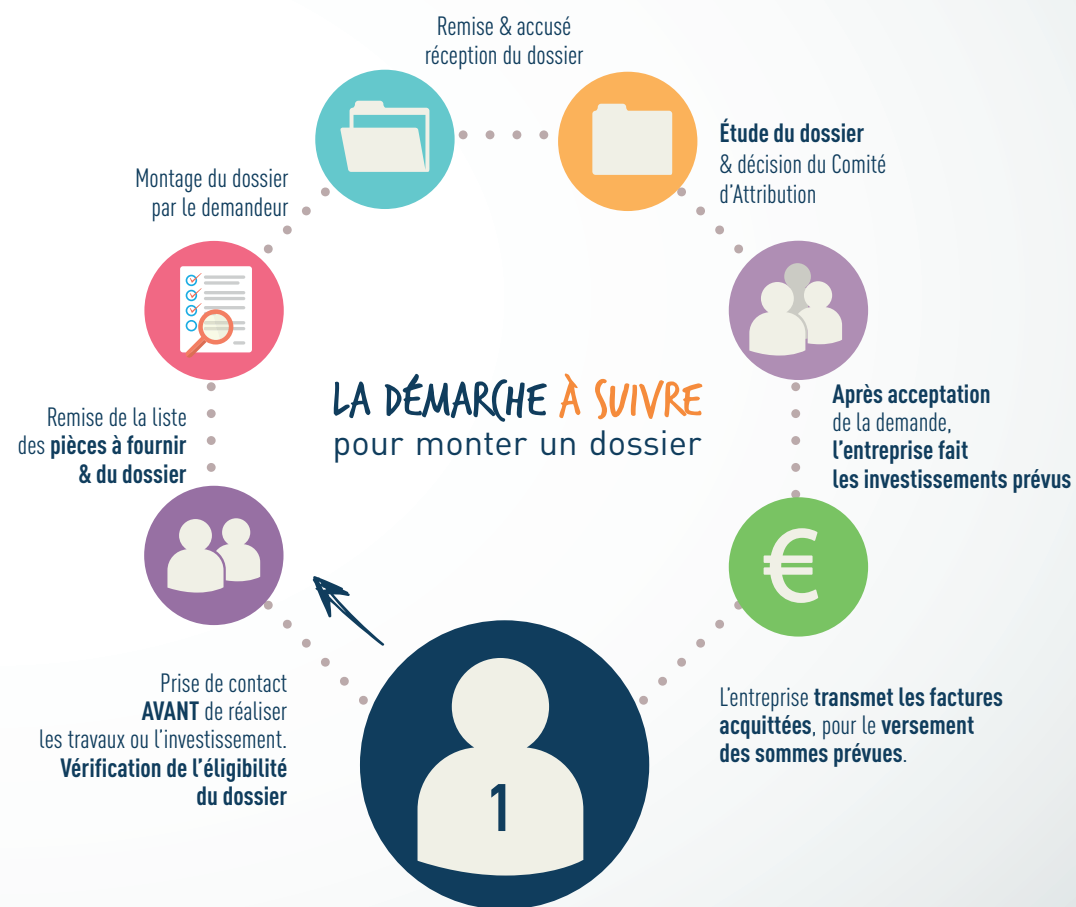 LA DÉMARCHE À SUIVRE
pour monter un dossier
1
Prise de contact
AVANT de réaliser
les travaux ou l'investissement.
Vérification de l'éligibilité
du dossier
Remise de la liste
des pièces à fournir
& du dossier
Montage du dossier
par le demandeur
Remise & accusé
réception du dossier
Étude du dossier
& décision du Comité
d'Attribution
Après acceptation
de la demande,
l'entreprise fait
les investissements prévus
€
L'entreprise transmet les factures
acquittées, pour le versement
des sommes prévues.